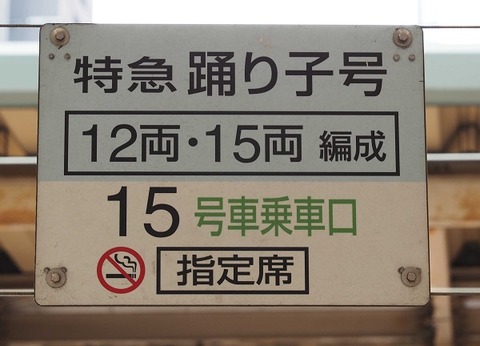 特急 踊り子号
12両・15両 編成
15 号車乗車口
指定席